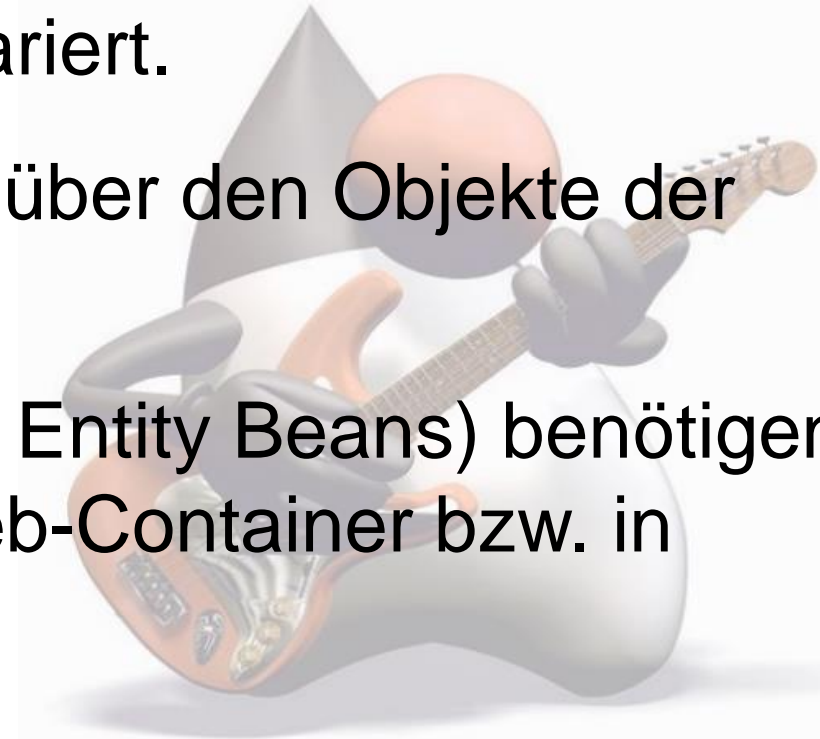 ariert.
über den Objekte der
Entity Beans) benötigen
eb-Container bzw. in